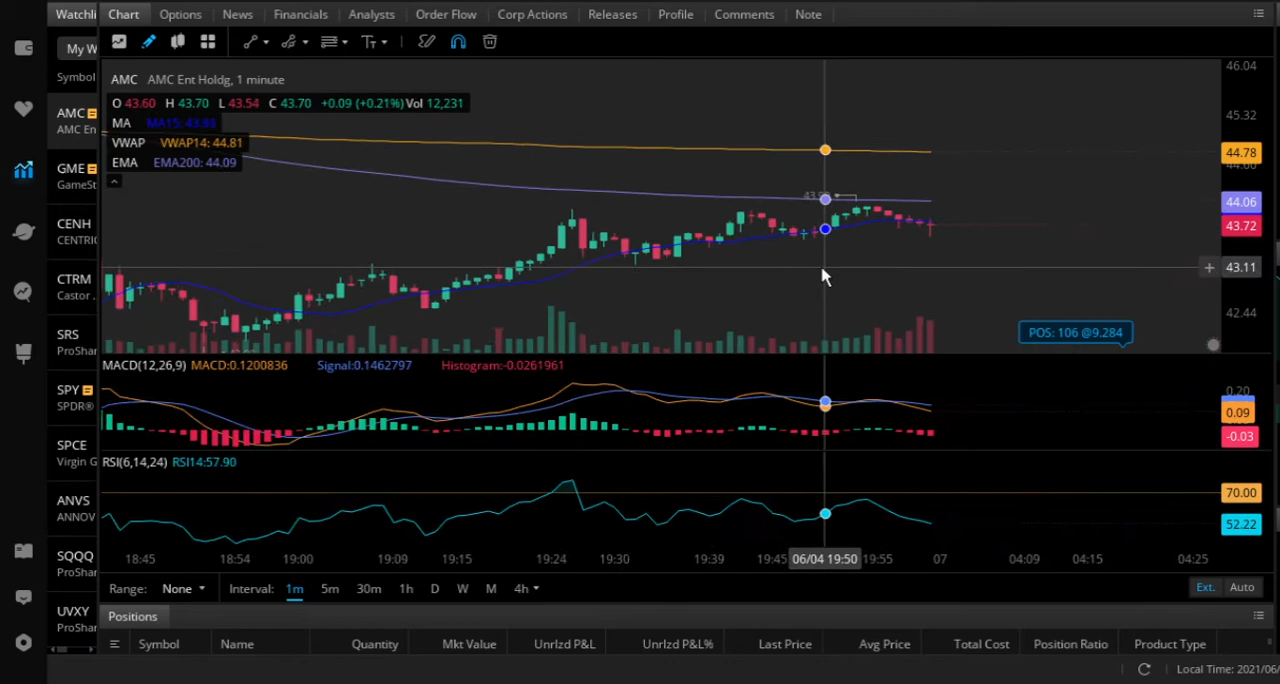 Watchli Chart Options News Financials Analysts Order Flow Corp Actions Releases Profile Comments Note
My W
Symbol
AMC AMC Ent Holdg, 1 minute
O 43.60 H 43.70 L 43.54 C 43.70 +0.09 (+0.21%) Vol 12,231
MA MA15: 43.68
VWAP VWAP14: 44.81
EMA EMA200: 44.09
AMC
AMC En
GME
GameSt
CENH
CENTRIC
CTRM
Castor .
SRS
ProShar
SPY
SPDR®
SPCE
Virgin G
ANVS
ANNOV
SQQQ
ProShar
UVXY
ProShar
46.04
45.32
44.78
44.06
43.72
43.11
42.44
POS: 106 @9.284
MACD(12,26,9) MACD:0.1200836 Signal:0.1462797 Histogram:-0.0261961
0.20
0.09
-0.03
RSI(6,14,24) RSI14:57.90
70.00
52.22
18:45 18:54 19:00 19:09 19:15 19:24 19:30 19:39 19:45 06/04 19:50 19:55 07 04:09 04:15 04:25
Range: None Interval: 1m 5m 30m 1h D W M 4h Ext. Auto
Positions
Symbol Name Quantity Mkt Value Unrlzd P&L Unrlzd P&L% Last Price Avg Price Total Cost Position Ratio Product Type
Local Time: 2021/06/